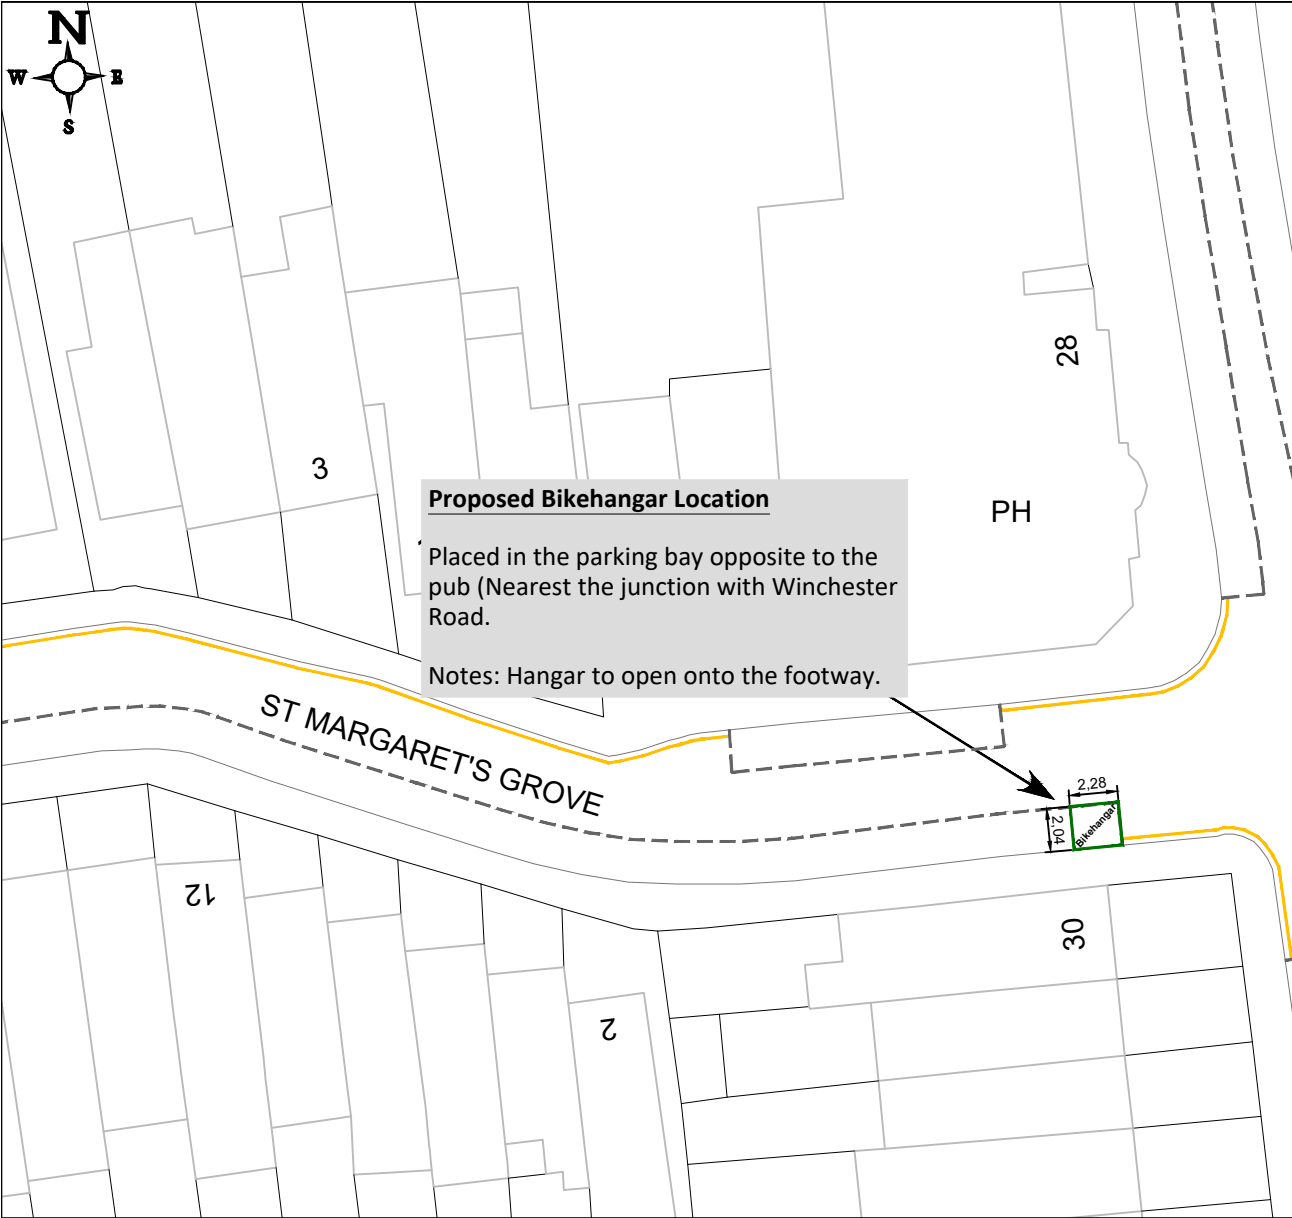 N
W E
S
28
3
PH
Proposed Bikehangar Location
Placed in the parking bay opposite to the
pub (Nearest the junction with Winchester
Road.
Notes: Hangar to open onto the footway.
ST MARGARET'S GROVE
2,28
2,04
Bikehangar
12
30
2